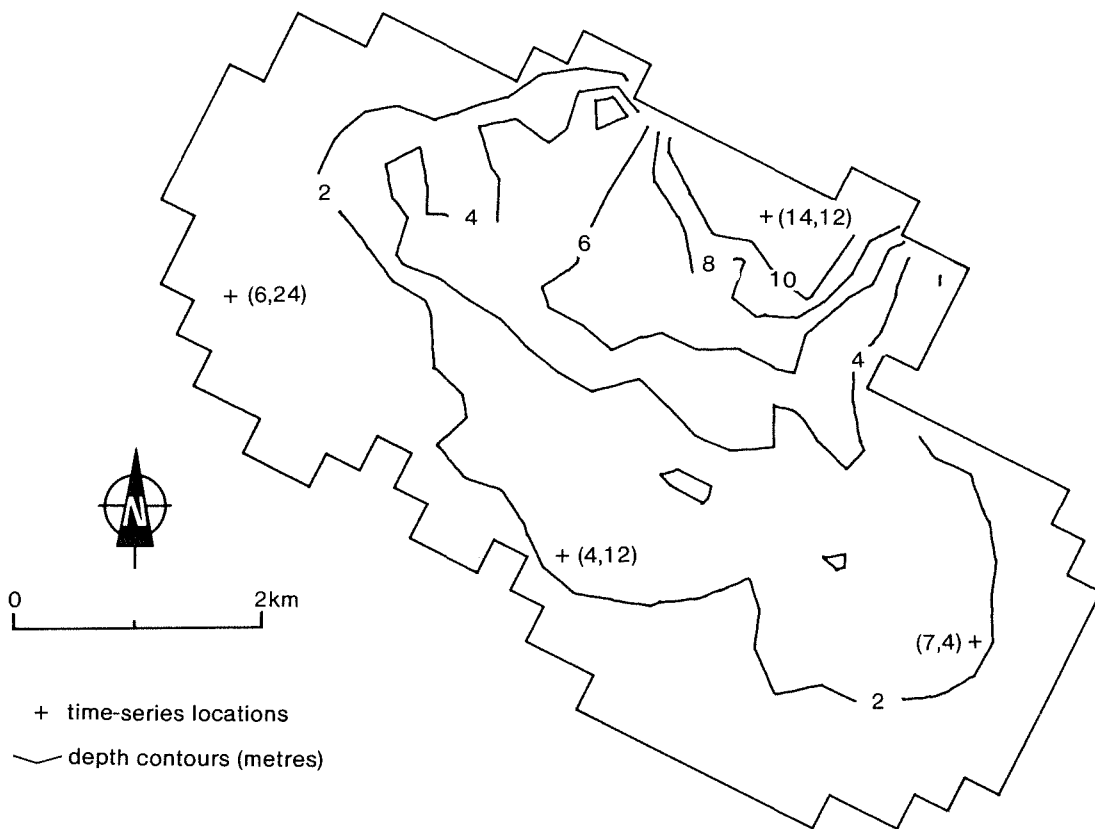 2
4
6
+ (14,12)
8
10
+ (6,24)
4
N
+ (4,12)
0 2km
(7,4) +
2
+ time-series locations
depth contours (metres)